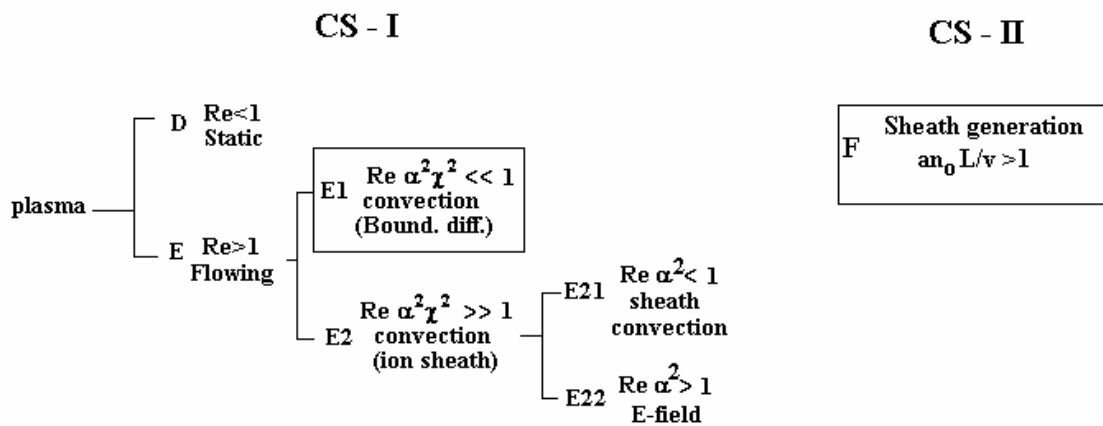 CS - I
CS - II
plasma
D Re<1
Static
E Re>1
Flowing
E1 Re α²χ² << 1
convection
(Bound. diff.)
E2 Re α²χ² >> 1
convection
(ion sheath)
E21 Re α²< 1
sheath
convection
E22 Re α²> 1
E-field
F Sheath generation
an₀ L/v >1